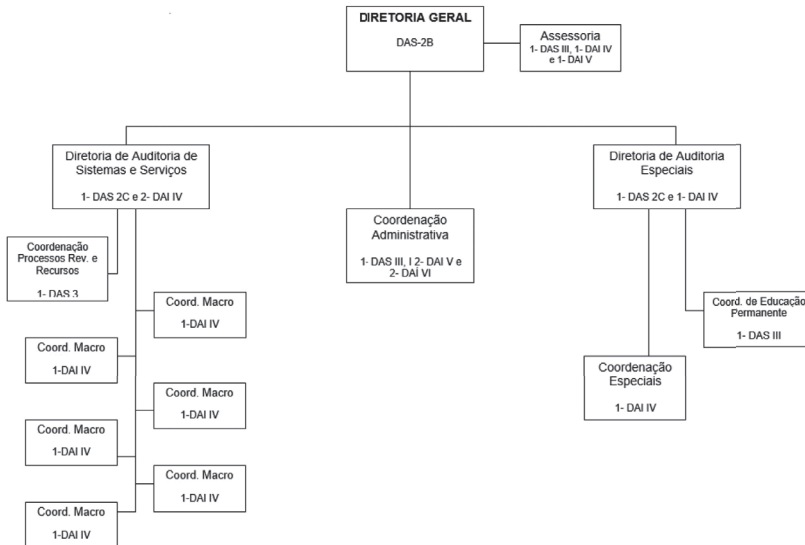 DIRETORIA GERAL
DAS-2B
Assessoria
1- DAS III, 1- DAI IV
e 1- DAI V
Diretoria de Auditoria de
Sistemas e Serviços
1- DAS 2C e 2- DAI IV
Diretoria de Auditoria
Especiais
1- DAS 2C e 1- DAI IV
Coordenação
Administrativa
1- DAS III, I 2- DAI V e
2- DAÍ VI
Coordenação
Processos Rev. e
Recursos
1- DAS 3
Coord. Macro
1-DAI IV
Coord. de Educação
Permanente
1- DAS III
Coord. Macro
1-DAI IV
Coordenação
Especiais
1- DAI IV
Coord. Macro
1-DAI IV
Coord. Macro
1-DAI IV
Coord. Macro
1-DAI IV
Coord. Macro
1-DAI IV